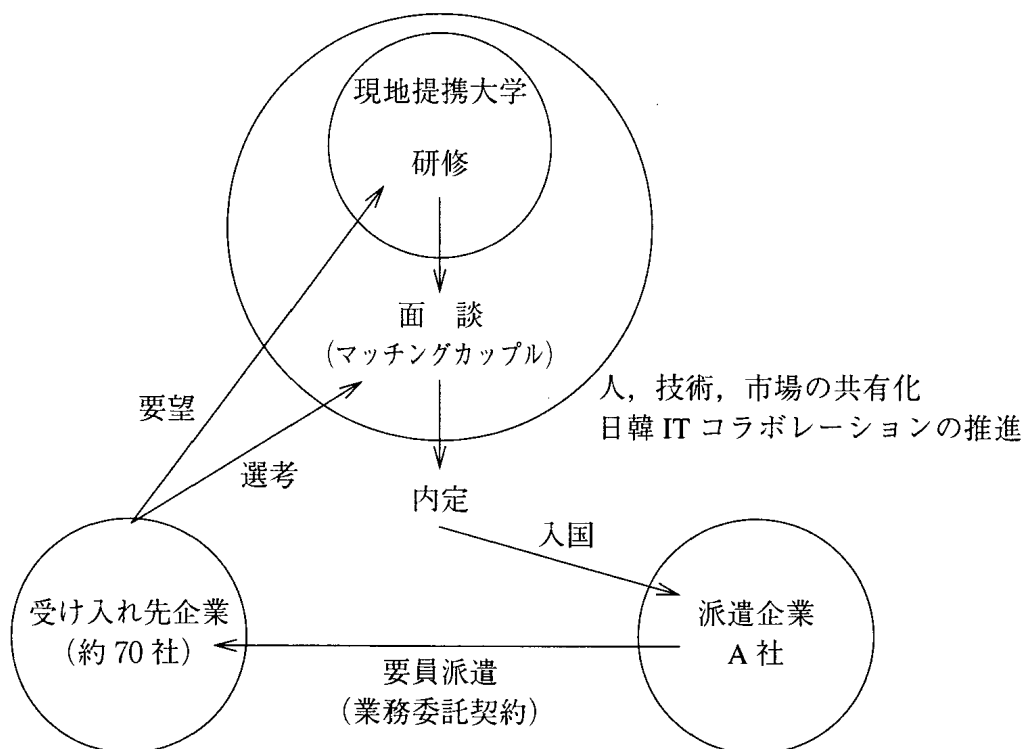 現地提携大学
研修
面　談
(マッチングカップル)
人，技術，市場の共有化
日韓 IT コラボレーションの推進
要望
選考
内定
入国
受け入れ先企業
(約 70 社)
派遣企業
A 社
要員派遣
(業務委託契約)